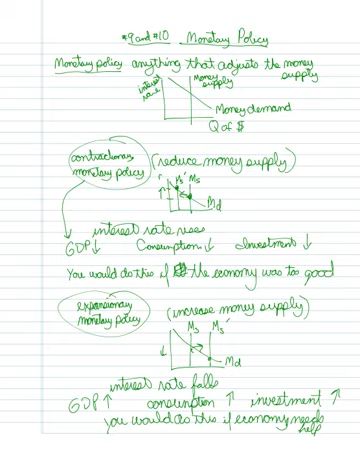 #9 and #10 Monetary Policy
Monetary policy anything that adjusts the money supply
interest rate
Money supply
Money demand
Q of $
contractionary monetary policy
(reduce money supply)
Ms' Ms
Md
interest rate rises
GDP ↓ Consumption ↓ Investment ↓
You would do this if the economy was too good
expansionary monetary policy
(increase money supply)
Ms Ms'
Md
interest rate falls
GDP ↑ consumption ↑ investment ↑
you would do this if economy needs help